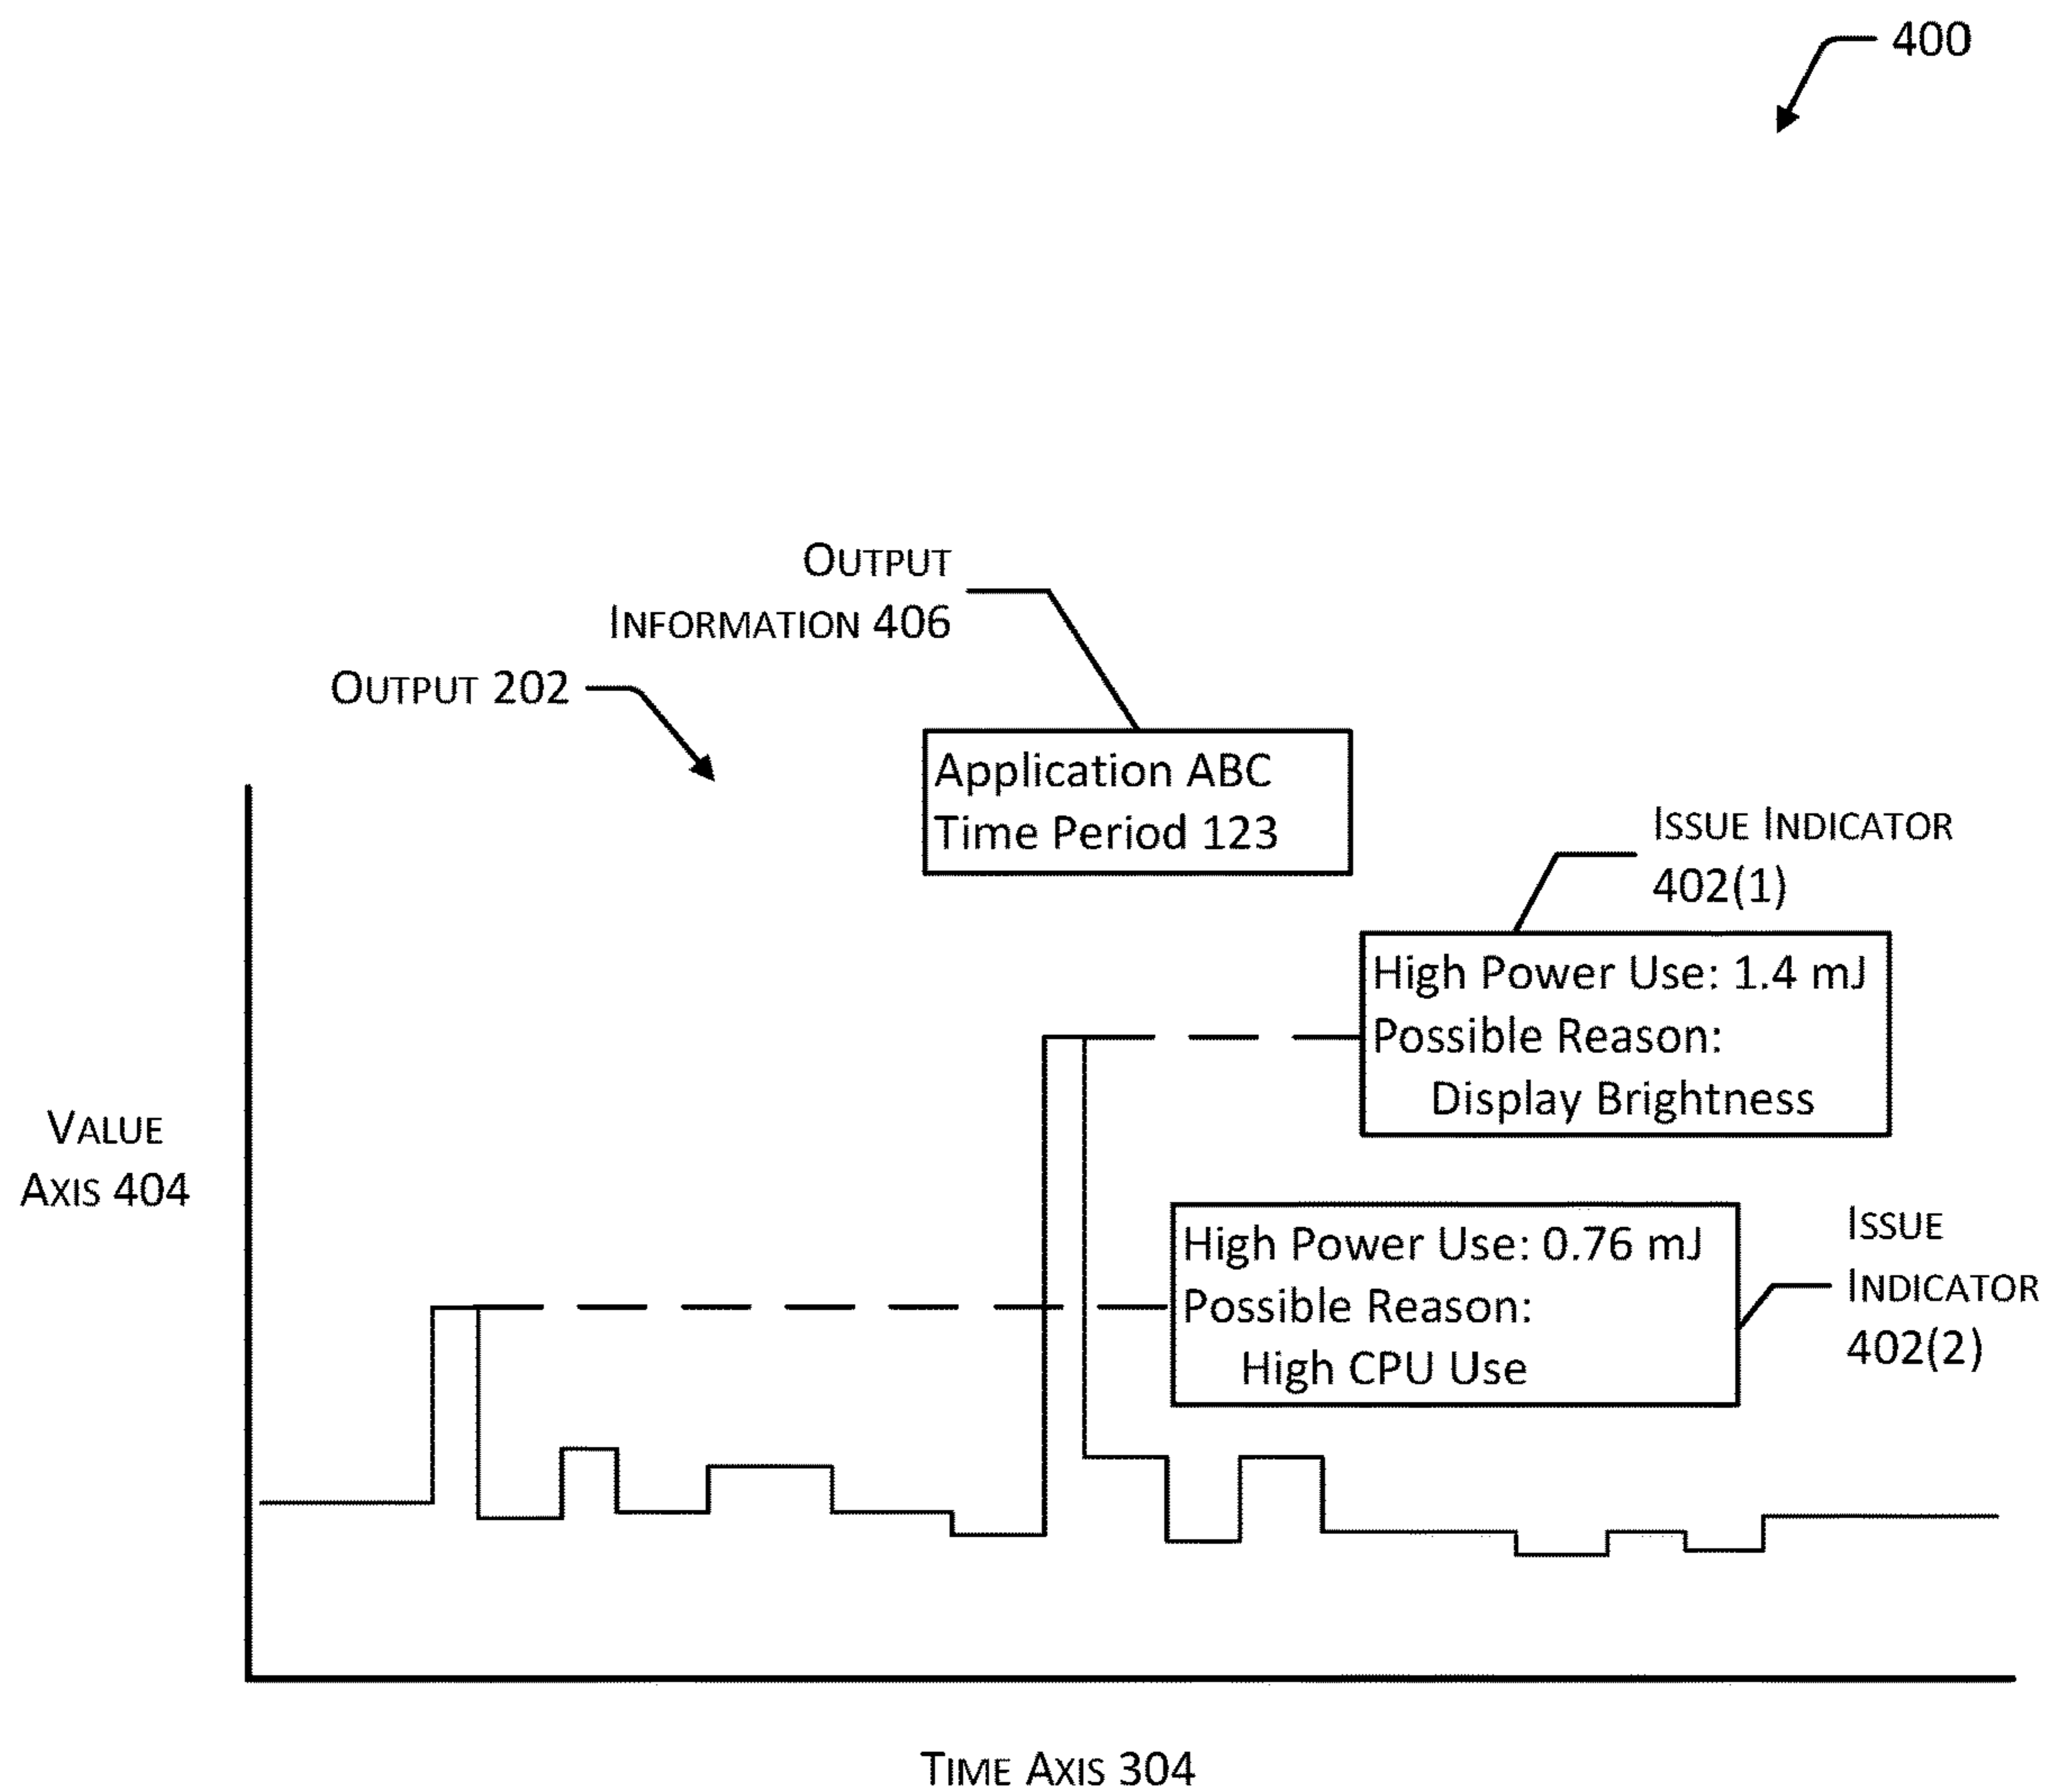 400
OUTPUT
INFORMATION 406
OUTPUT 202
Application ABC
Time Period 123
ISSUE INDICATOR
402(1)
High Power Use: 1.4 mJ
Possible Reason:
Display Brightness
VALUE
AXIS 404
High Power Use: 0.76 mJ
Possible Reason:
High CPU Use
ISSUE
INDICATOR
402(2)
TIME AXIS 304